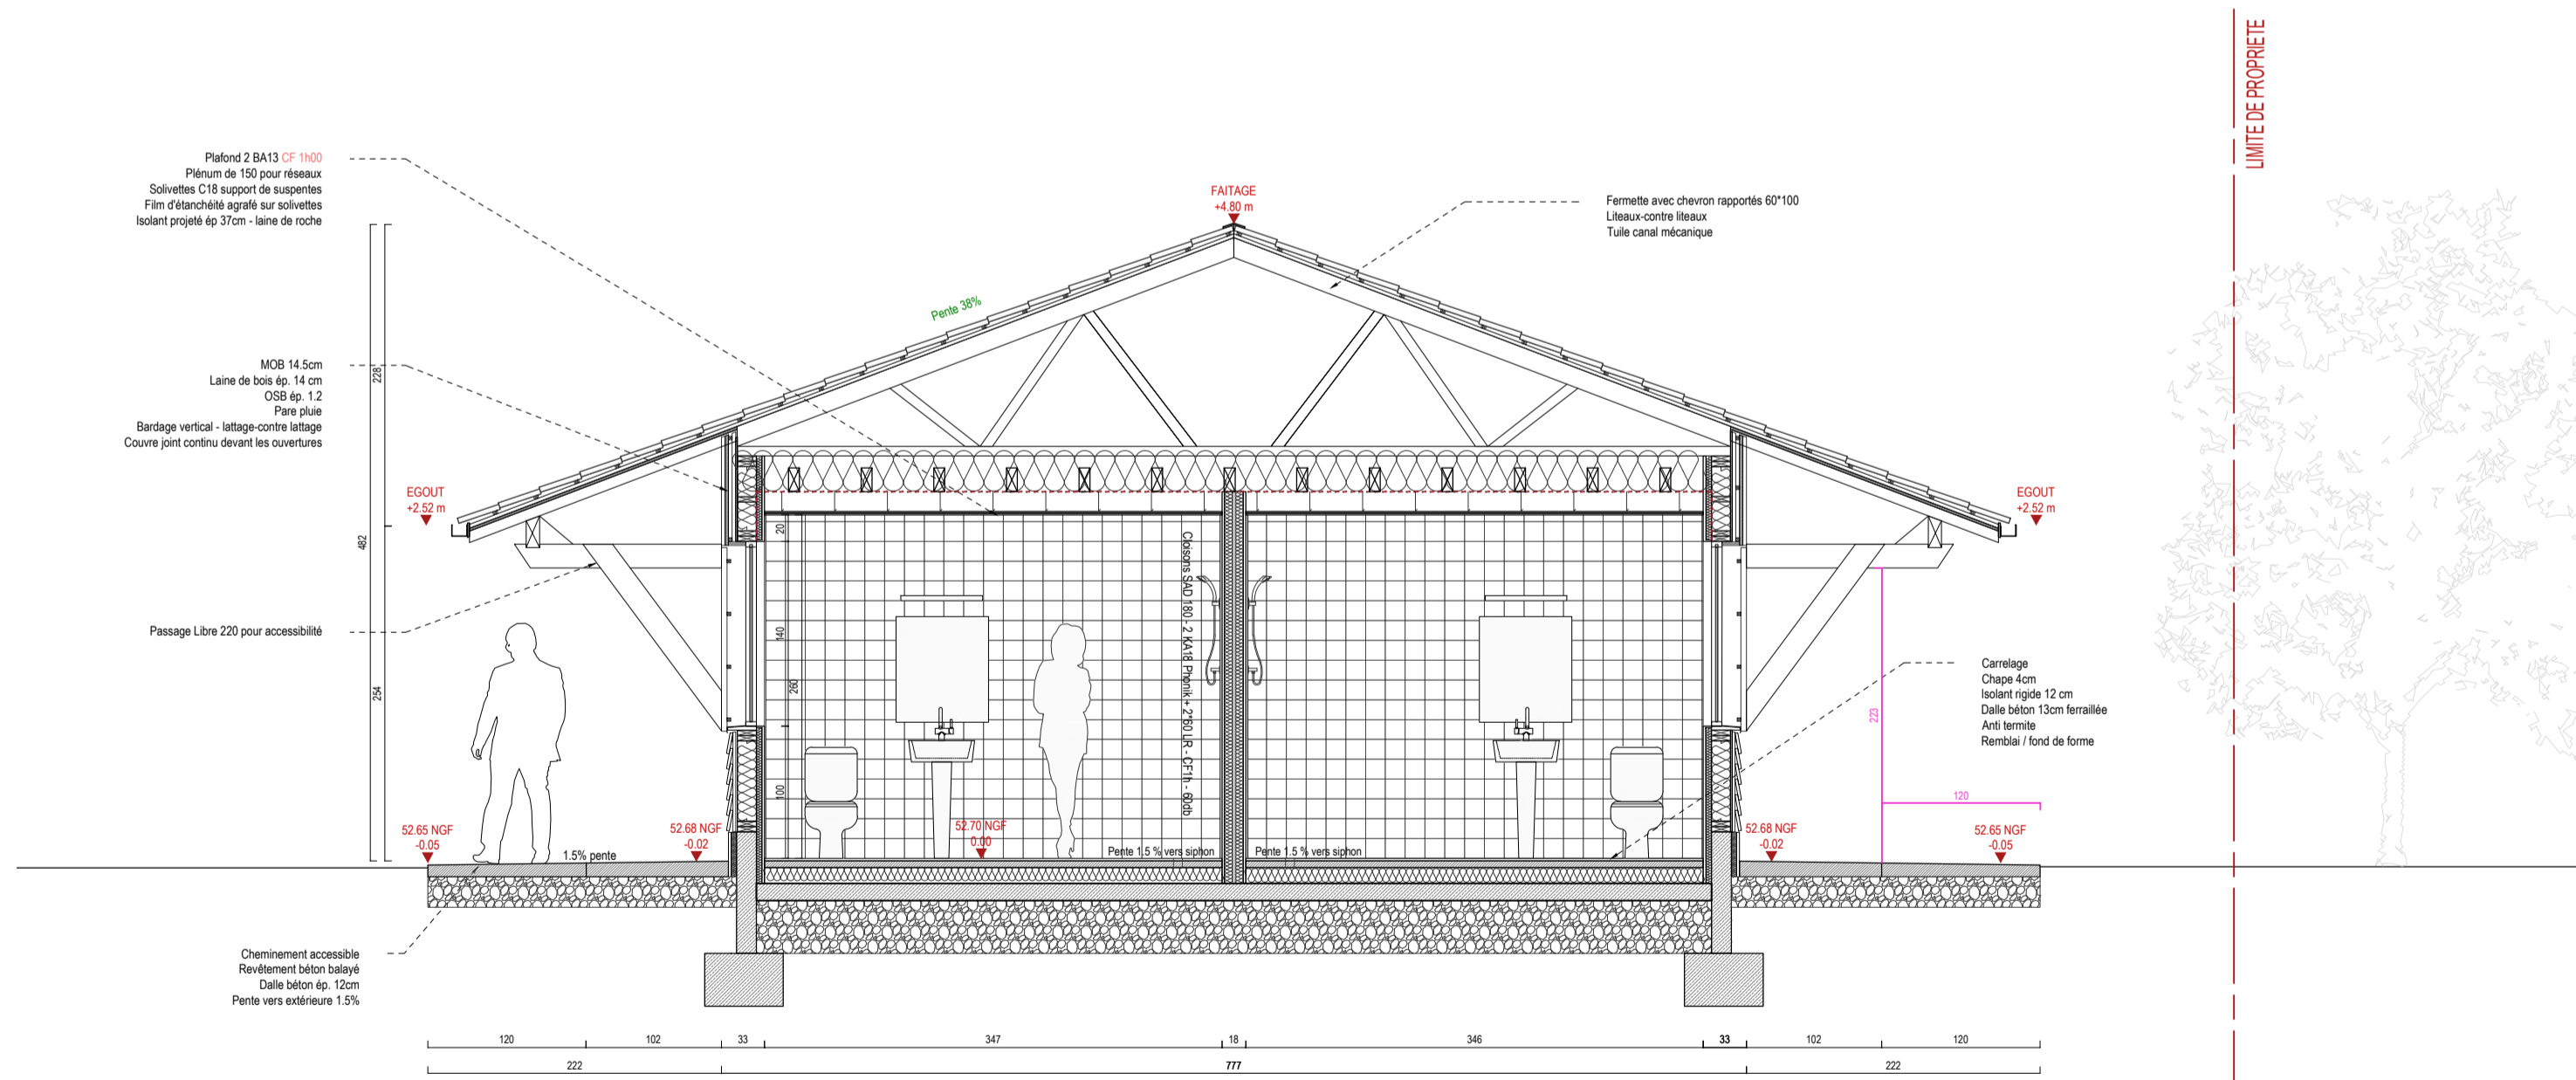 LIMITE DE PROPRIETE
Plafond 2 BA13 CF 1h00
Plénum de 150 pour réseaux
Solivettes C18 support de suspentes
Film d'étanchéité agrafé sur solivettes
Isolant projeté ép 37cm - laine de roche
FAITAGE
+4.80 m
Fermette avec chevron rapportés 60*100
Liteaux-contre liteaux
Tuile canal mécanique
Pente 38%
MOB 14.5cm
Laine de bois ép. 14 cm
OSB ép. 1.2
Pare pluie
Bardage vertical - lattage-contre lattage
Couvre joint continu devant les ouvertures
228
482
254
EGOUT
+2.52 m
EGOUT
+2.52 m
20
140
260
100
Cloisons SAD 180 - 2 KA18 Phonik+ 2*60 LR - CF1h - 60db
Passage Libre 220 pour accessibilité
Carrelage
Chape 4cm
Isolant rigide 12 cm
Dalle béton 13cm ferraillée
Anti termite
Remblai / fond de forme
223
120
52.65 NGF
-0.05
52.68 NGF
-0.02
52.70 NGF
0.00
52.68 NGF
-0.02
52.65 NGF
-0.05
1.5% pente
Pente 1.5 % vers siphon
Pente 1.5 % vers siphon
Cheminement accessible
Revêtement béton balayé
Dalle béton ép. 12cm
Pente vers extérieure 1.5%
120 102 33 347 18 346 33 102 120
222 777 222